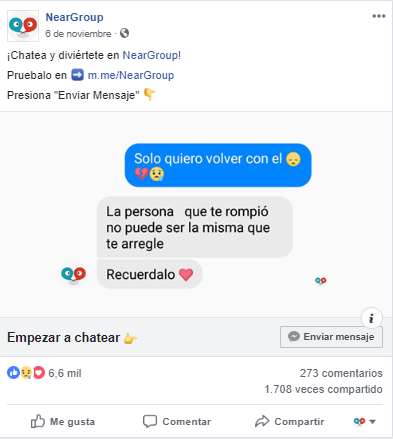 NearGroup
6 de noviembre ·
¡Chatea y diviértete en NearGroup!
Pruebalo en ➡️ m.me/NearGroup
Presiona "Enviar Mensaje" 👇
Solo quiero volver con el 😞
💔😢
La persona que te rompió
no puede ser la misma que
te arregle
Recuerdalo ❤️
Empezar a chatear 👉
Enviar mensaje
6,6 mil
273 comentarios
1.708 veces compartido
Me gusta
Comentar
Compartir